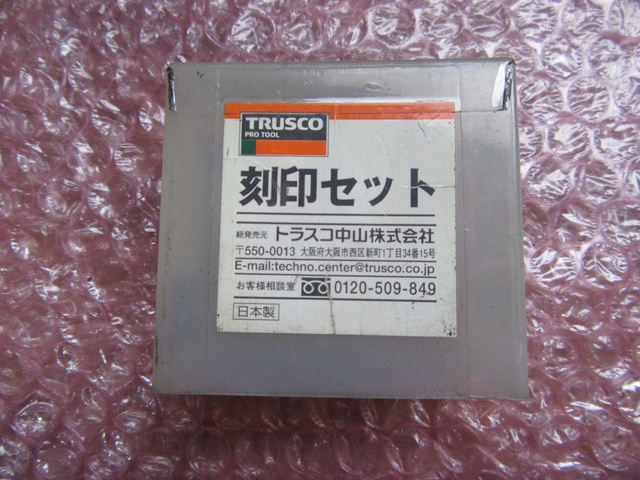 TRUSCO
PRO TOOL
刻印セット
総発売元 トラスコ中山株式会社
〒550-0013 大阪府大阪市西区新町1丁目34番15号
E-mail:techno.center@trusco.co.jp
お客様相談室 0120-509-849
日本製